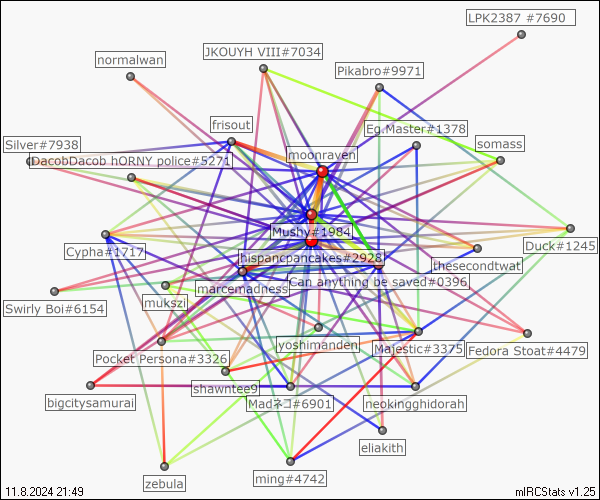 LPK2387 #7690
JKOUYH VIII#7034
normalwan
Pikabro#9971
frisout
Eg.Master#1378
Silver#7938
somass
moonraven
DacobDacob hORNY police#5271
Mushy#1984
Duck#1245
Cypha#1717
hispancpancakes#2928
thesecondtwat
marcemadness
Can anything be saved#0396
Swirly Boi#6154
mukszi
yoshimanden
Majestic#3375
Fedora Stoat#4479
Pocket Persona#3326
shawntee9
bigcitysamurai
Madネコ#6901
neokingghidorah
eliakith
zebula
ming#4742
11.8.2024 21:49
mIRCStats v1.25